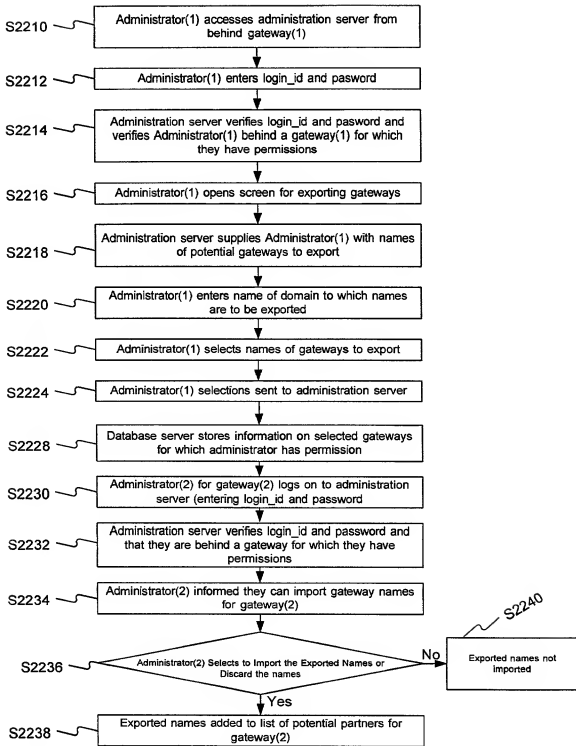 S2210
Administrator(1) accesses administration server from
behind gateway(1)
S2212
Administrator(1) enters login_id and pasword
S2214
Administration server verifies login_id and pasword and
verifies Administrator(1) behind a gateway(1) for which
they have permissions
S2216
Administrator(1) opens screen for exporting gateways
S2218
Administration server supplies Administrator(1) with names
of potential gateways to export
S2220
Administrator(1) enters name of domain to which names
are to be exported
S2222
Administrator(1) selects names of gateways to export
S2224
Administrator(1) selections sent to administration server
S2228
Database server stores information on selected gateways
for which administrator has permission
S2230
Administrator(2) for gateway(2) logs on to administration
server (entering login_id and password
S2232
Administration server verifies login_id and password and
that they are behind a gateway for which they have
permissions
S2234
Administrator(2) informed they can import gateway names
for gateway(2)
S2236
Administrator(2) Selects to Import the Exported Names or
Discard the names
No
S2240
Exported names not
imported
Yes
S2238
Exported names added to list of potential partners for
gateway(2)